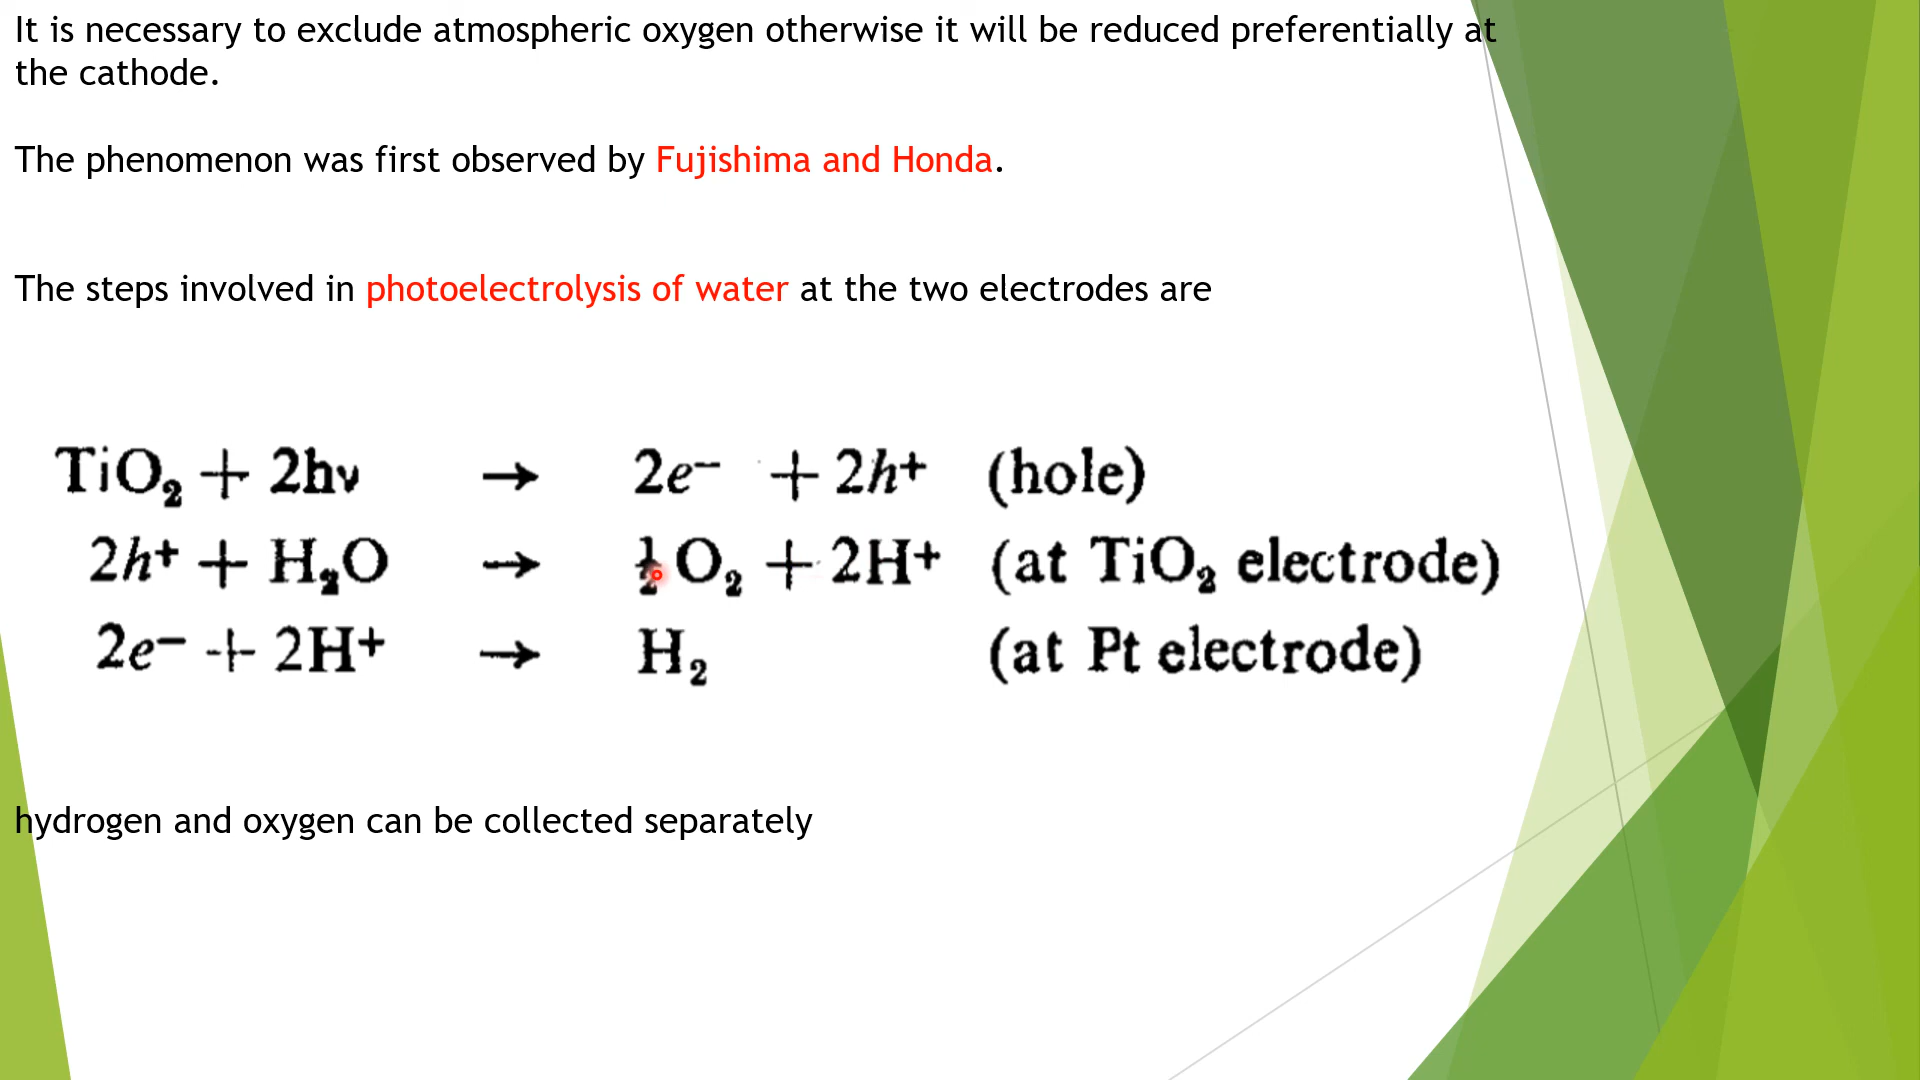 It is necessary to exclude atmospheric oxygen otherwise it will be reduced preferentially at
the cathode.
The phenomenon was first observed by Fujishima and Honda.
The steps involved in photoelectrolysis of water at the two electrodes are
TiO₂ + 2hν → 2e⁻ + 2h⁺ (hole)
2h⁺ + H₂O → ½ O₂ + 2H⁺ (at TiO₂ electrode)
2e⁻ + 2H⁺ → H₂ (at Pt electrode)
hydrogen and oxygen can be collected separately